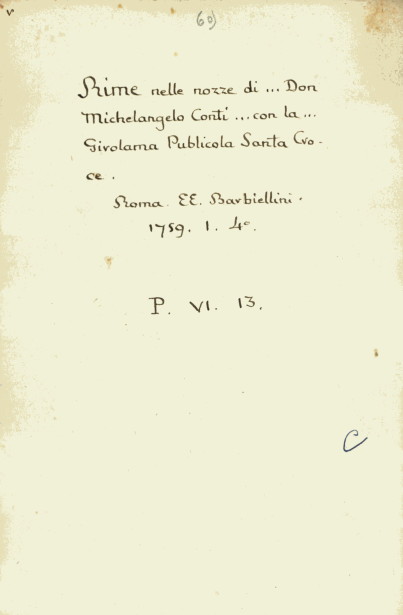 60)
Rime nelle nozze di ... Don
Michelangelo Conti ... con la ...
Girolama Publicola Santa Cro-
ce.
Roma. EE. Barbiellini.
1759. 1. 4°.
P. VI. 13.
C